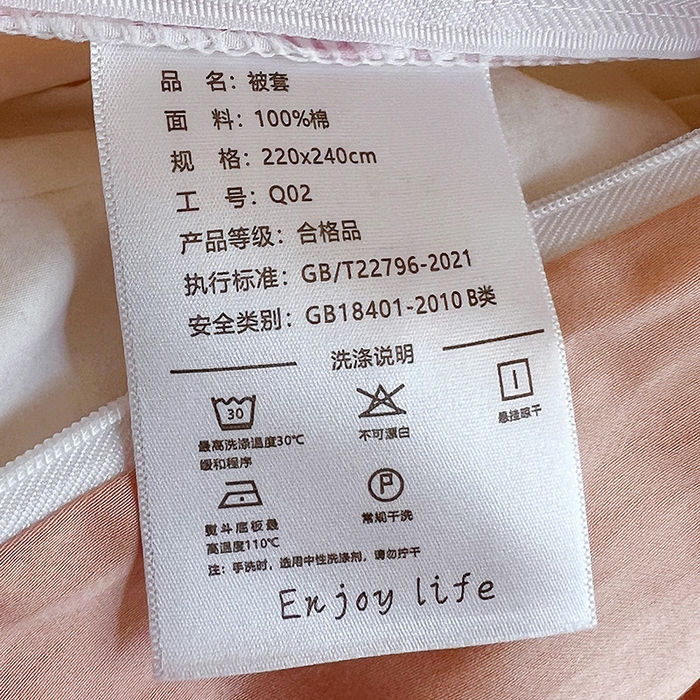 品 名：被套
面 料：100%棉
规 格：220x240cm
工 号：Q02
产品等级：合格品
执行标准：GB/T22796-2021
安全类别：GB18401-2010 B类
洗涤说明
30
最高洗涤温度30℃
缓和程序
不可漂白
悬挂晾干
熨斗底板最
高温度110℃
P
常规干洗
注：手洗时，选用中性洗涤剂，请勿拧干
Enjoy life